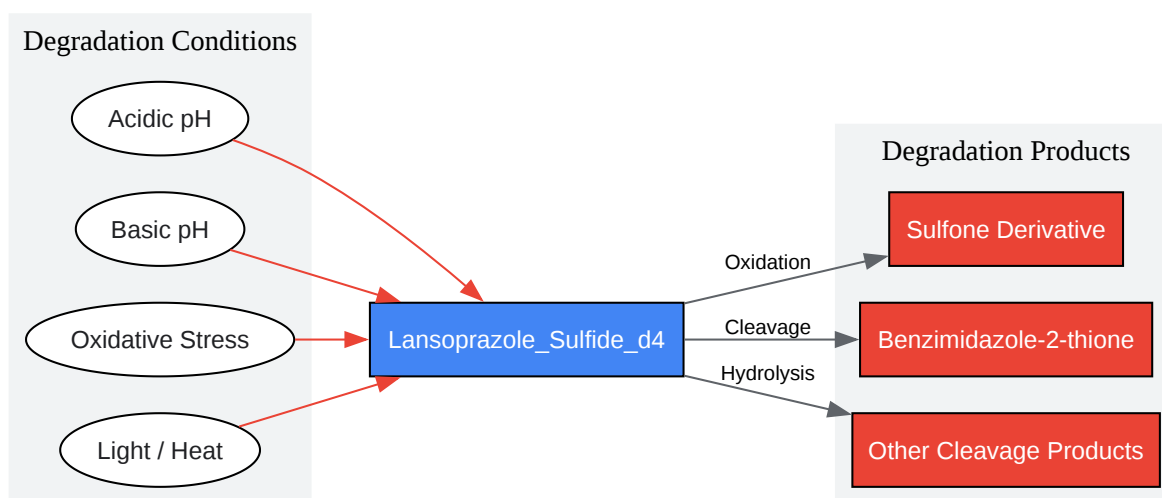 Degradation Conditions
Acidic pH
Basic pH
Oxidative Stress
Light / Heat
Lansoprazole_Sulfide_d4
Oxidation
Cleavage
Hydrolysis
Degradation Products
Sulfone Derivative
Benzimidazole-2-thione
Other Cleavage Products